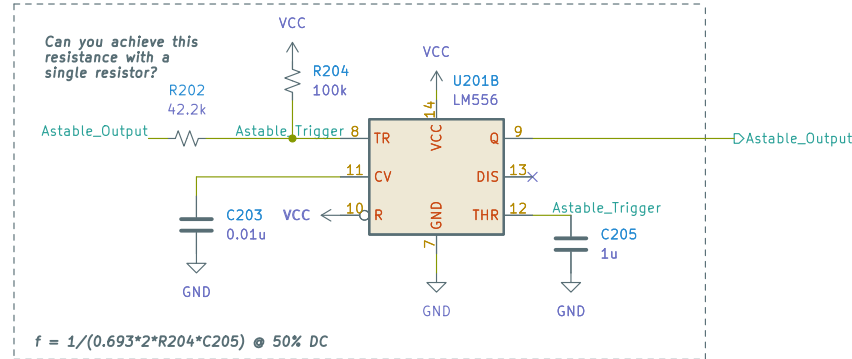 VCC
Can you achieve this
resistance with a
single resistor?
VCC
R204
100k
U201B
LM556
R202
42.2k
14
Astable_Output
Astable_Trigger
8
TR
VCC
Q
9
Astable_Output
11
CV
DIS
13
Astable_Trigger
C203
0.01u
VCC
10
R
GND
THR
12
C205
1u
7
GND
GND
GND
f = 1/(0.693*2*R204*C205) @ 50% DC